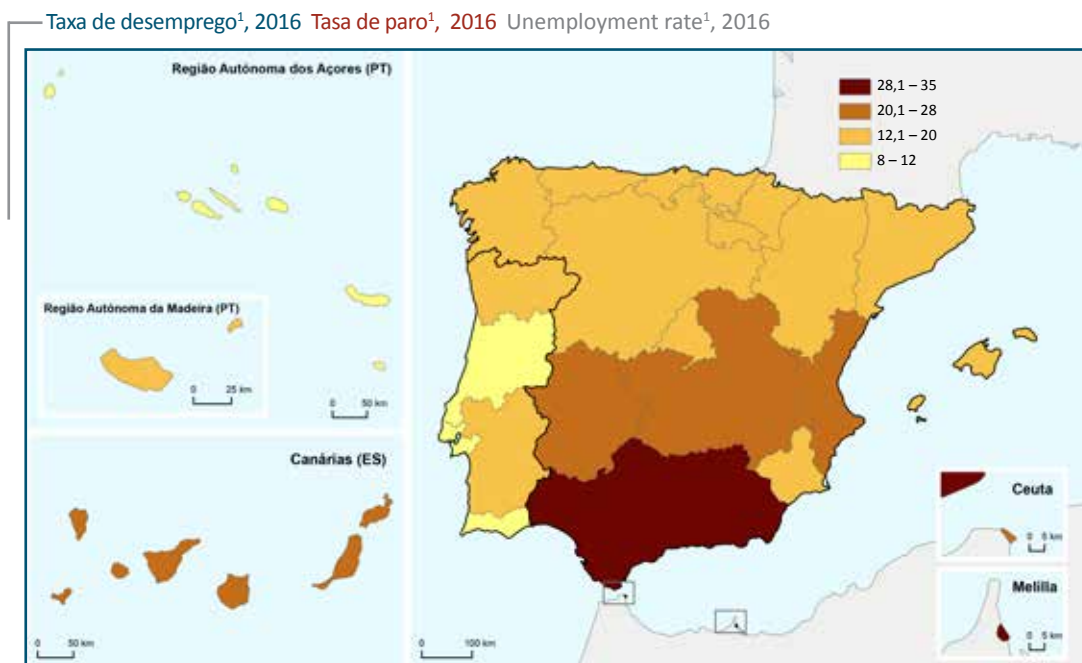 Taxa de desemprego¹, 2016 Tasa de paro¹, 2016 Unemployment rate¹, 2016
Região Autónoma dos Açores (PT)
28,1 – 35
20,1 – 28
12,1 – 20
8 – 12
Região Autónoma da Madeira (PT)
0 25 km
0 50 km
Canárias (ES)
0 50 km
0 100 km
Ceuta
0 5 km
Melilla
0 5 km